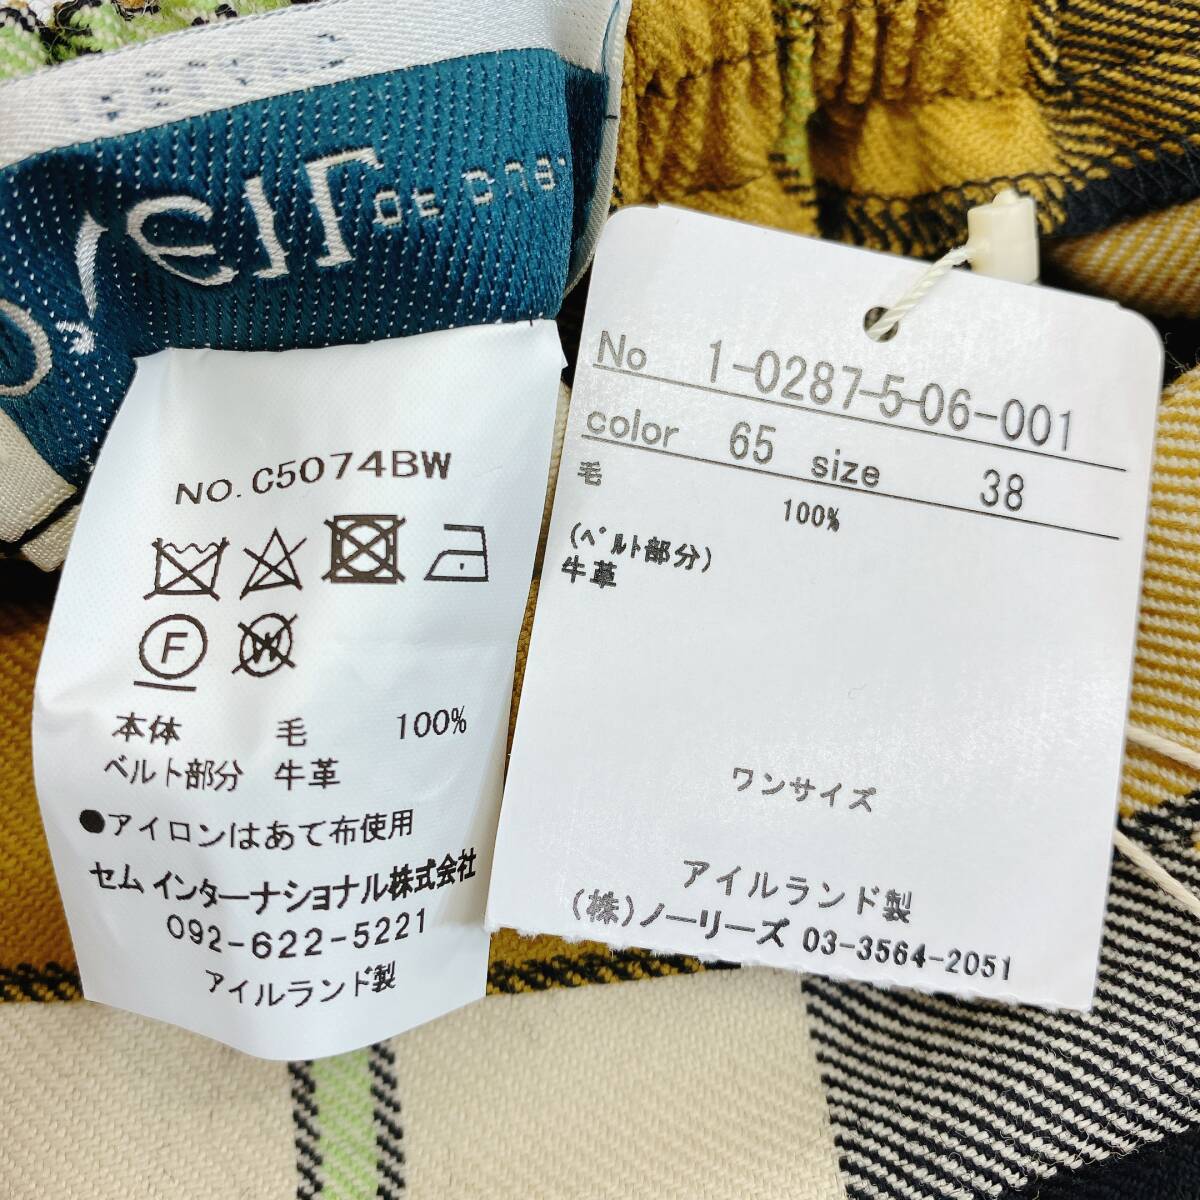 NO. C5074BW
F
W
本体 毛 100%
ベルト部分 牛革
●アイロンはあて布使用
セム インターナショナル株式会社
092-622-5221
アイルランド製
No 1-0287-5-06-001
color 65 size 38
毛
100%
(ベルト部分)
牛革
ワンサイズ
アイルランド製
(株)ノーリーズ 03-3564-2051